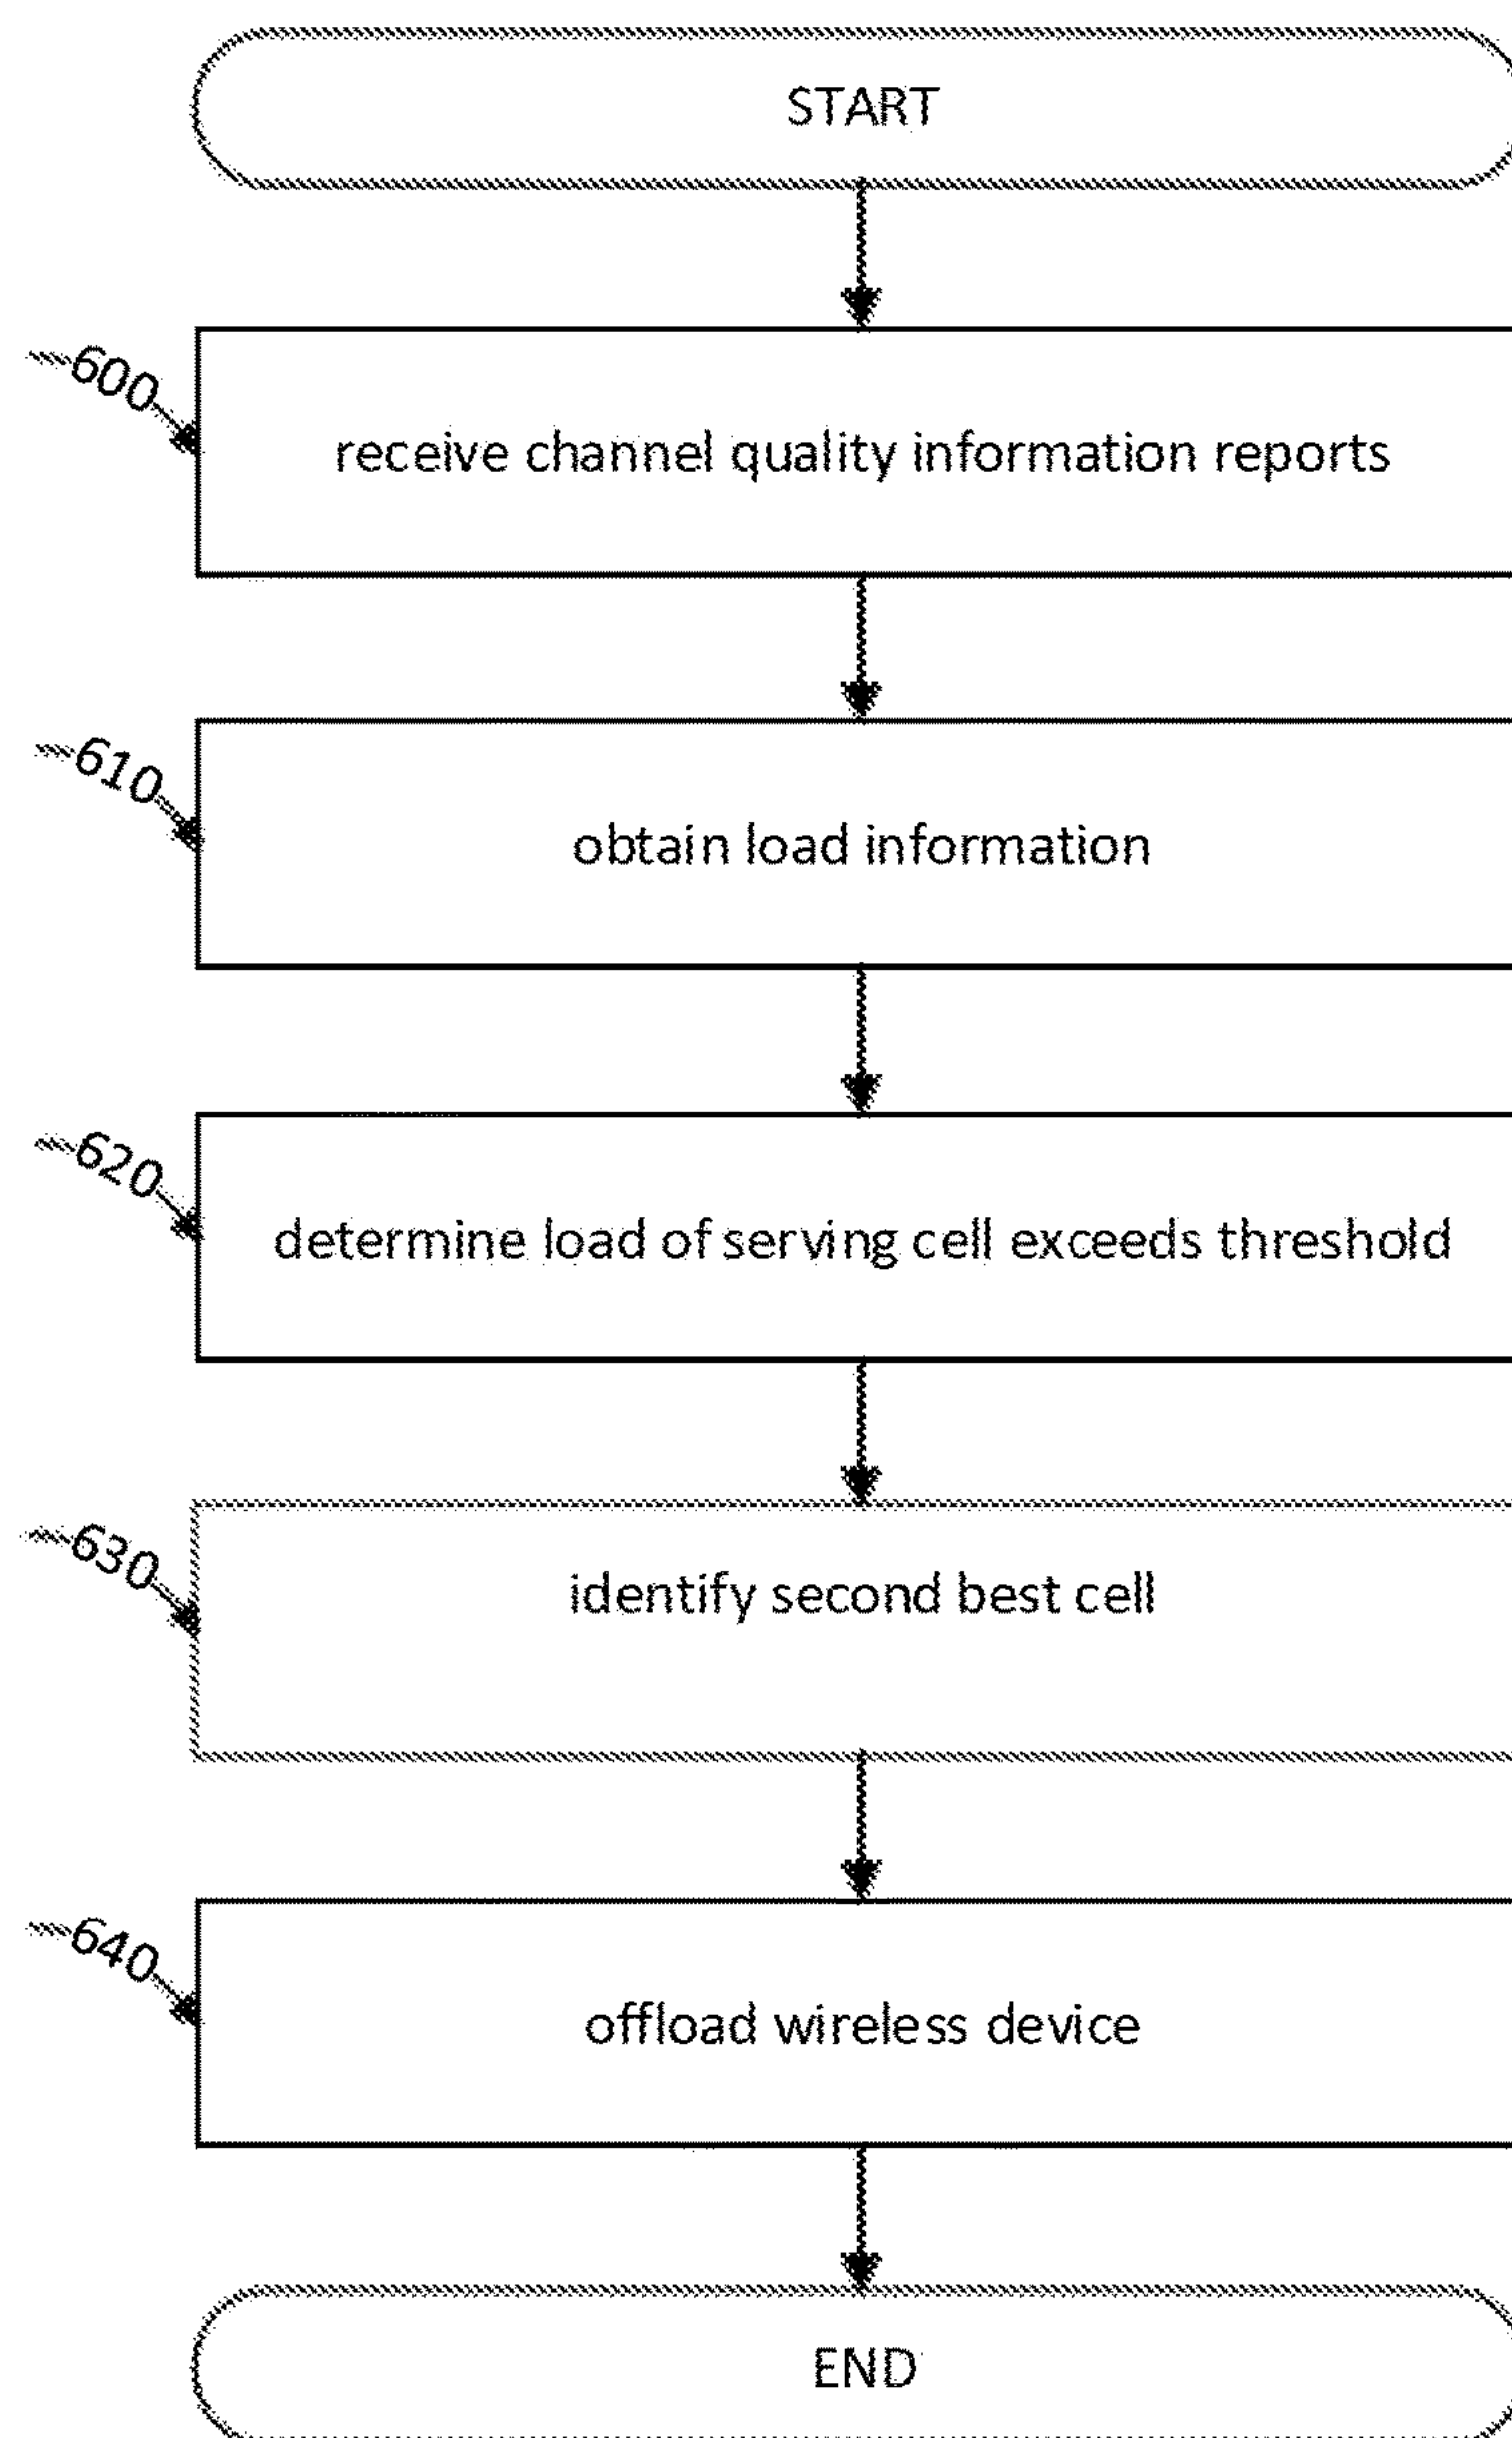 START
600
receive channel quality information reports
610
obtain load information
620
determine load of serving cell exceeds threshold
630
identify second best cell
640
offload wireless device
END